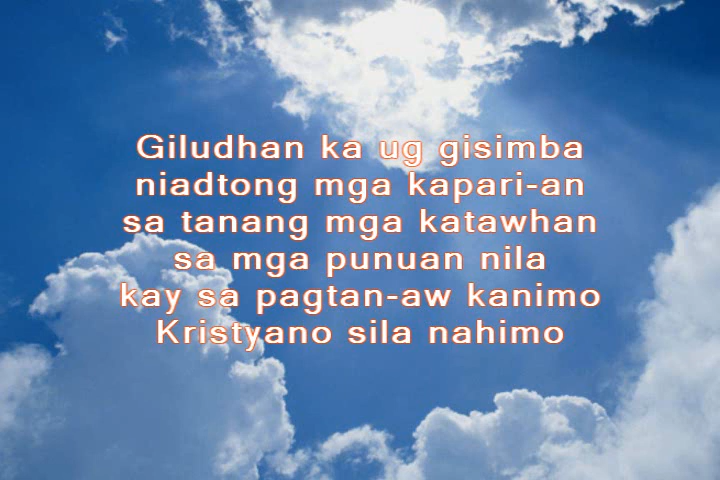 Giludhan ka ug gisimba
niadtong mga kapari-an
sa tanang mga katawhan
sa mga punuan nila
kay sa pagtan-aw kanimo
Kristyano sila nahimo